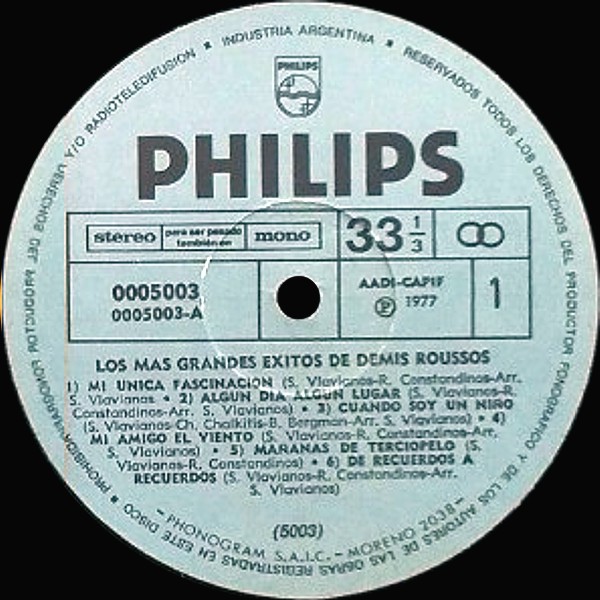 Y/O RADIOTELEDIFUSION ✱ INDUSTRIA ARGENTINA ✱ RESERVADOS TODOS LOS DERECHOS DEL PRODUCTOR FONOGRAFICO Y DE LOS AUTORES DE LAS OBRAS REGISTRADAS EN ESTE DISCO ✱ PROHIBIDA
DERECHOS DEL PRODUCTOR
PHILIPS
PHILIPS
stereo para ser pasado también en mono 33 1/3
0005003
0005003-A
AADI-CAPIF
Ⓟ 1977
1
LOS MAS GRANDES EXITOS DE DEMIS ROUSSOS
1) MI UNICA FASCINACION (S. Vlavianos-R. Constandinos-Arr.
S. Vlavianos • 2) ALGUN DIA ALGUN LUGAR (S. Vlavianos-R.
Constandinos-Arr. S. Vlavianos) • 3) CUANDO SOY UN NIÑO
(S. Vlavianos-Ch. Chalkitis-B. Bergman-Arr. S. Vlavianos) • 4)
MI AMIGO EL VIENTO (S. Vlavianos-R. Constandinos-Arr.
S. Vlavianos) • 5) MAÑANAS DE TERCIOPELO (S.
Vlavianos-R. Constandinos) • 6) DE RECUERDOS A
RECUERDOS (S. Vlavianos-R. Constandinos-Arr.
S. Vlavianos)
(5003)
-PHONOGRAM S.A.I.C.-MORENO 2038-